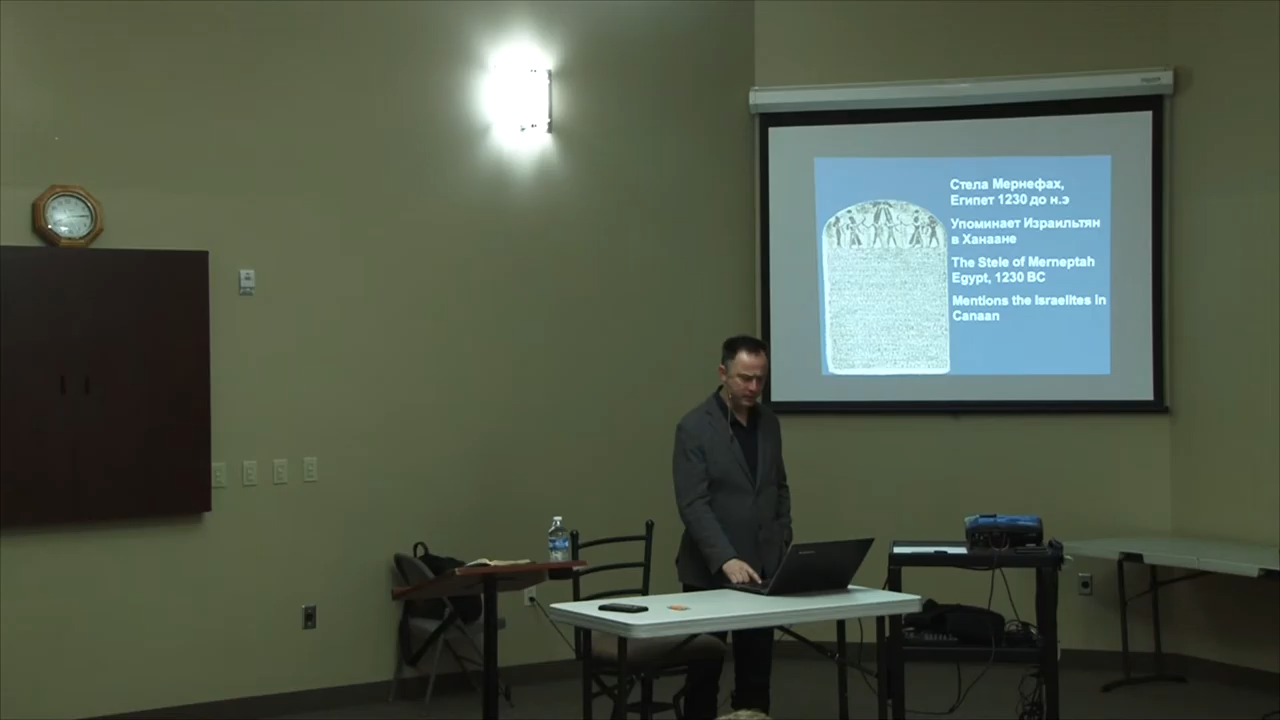 Стела Мернефах,
Египет 1230 до н.э
Упоминает Израильтян
в Ханаане
The Stele of Merneptah
Egypt, 1230 BC
Mentions the Israelites in
Canaan